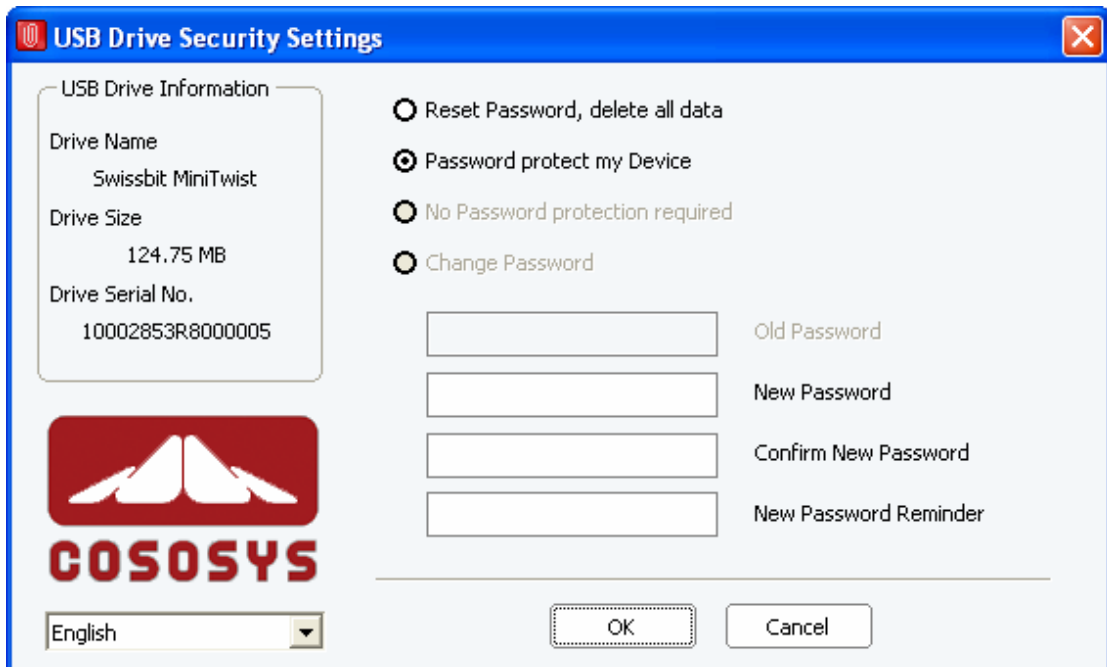 USB Drive Security Settings
USB Drive Information
Drive Name
Swissbit MiniTwist
Drive Size
124.75 MB
Drive Serial No.
10002853R8000005
COSOSYS
English
Reset Password, delete all data
Password protect my Device
No Password protection required
Change Password
Old Password
New Password
Confirm New Password
New Password Reminder
OK
Cancel